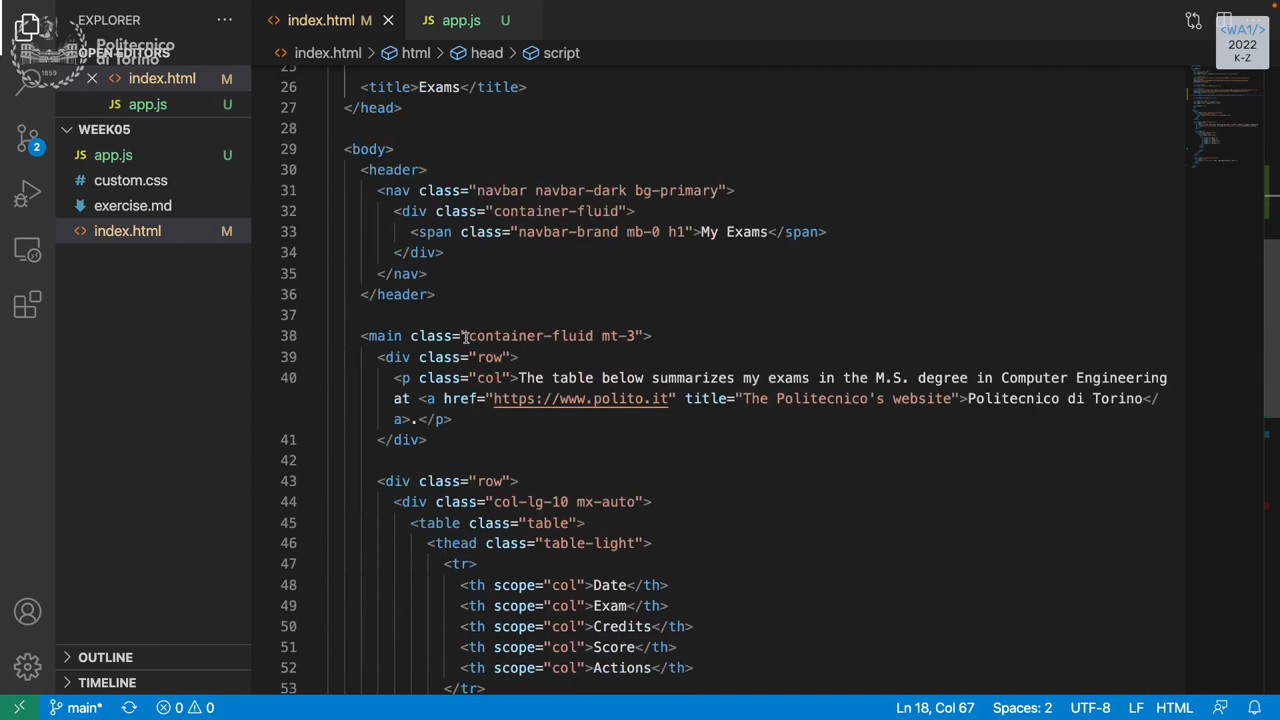 EXPLORER
···
index.html M
app.js U
<WA1/>
2022
K-Z
Politecnico
di Torino
1899
OPEN EDITORS
index.html M
app.js U
WEEK05
app.js U
custom.css
exercise.md
index.html M
2
OUTLINE
TIMELINE
index.html > html > head > script
25
26 <title>Exams</title>
27 </head>
28
29 <body>
30 <header>
31 <nav class="navbar navbar-dark bg-primary">
32 <div class="container-fluid">
33 <span class="navbar-brand mb-0 h1">My Exams</span>
34 </div>
35 </nav>
36 </header>
37
38 <main class="container-fluid mt-3">
39 <div class="row">
40 <p class="col">The table below summarizes my exams in the M.S. degree in Computer Engineering
at <a href="https://www.polito.it" title="The Politecnico's website">Politecnico di Torino</
a>.</p>
41 </div>
42
43 <div class="row">
44 <div class="col-lg-10 mx-auto">
45 <table class="table">
46 <thead class="table-light">
47 <tr>
48 <th scope="col">Date</th>
49 <th scope="col">Exam</th>
50 <th scope="col">Credits</th>
51 <th scope="col">Score</th>
52 <th scope="col">Actions</th>
53 </tr>
main* 0 0 Ln 18, Col 67 Spaces: 2 UTF-8 LF HTML